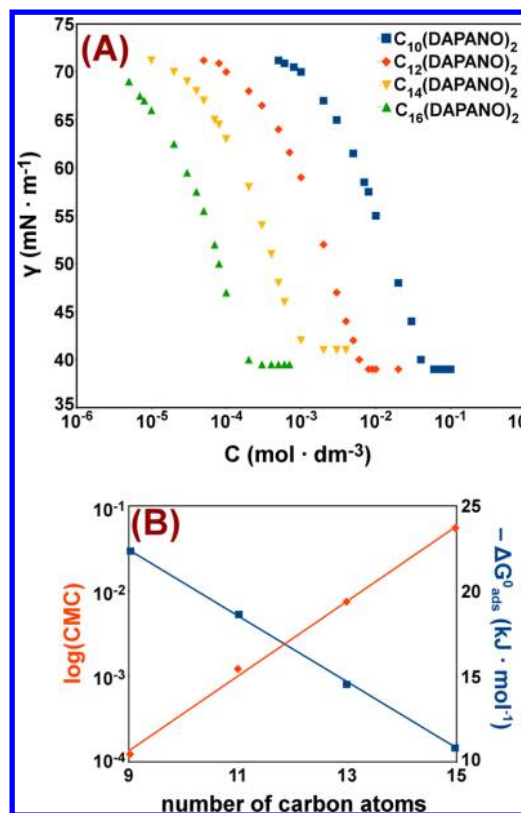 (A)
C₁₀(DAPANO)₂
C₁₂(DAPANO)₂
C₁₄(DAPANO)₂
C₁₆(DAPANO)₂
γ (mN · m⁻¹)
75
70
65
60
55
50
45
40
35
10⁻⁶ 10⁻⁵ 10⁻⁴ 10⁻³ 10⁻² 10⁻¹ 10⁰
C (mol · dm⁻³)
(B)
log(CMC)
10⁻¹
10⁻²
10⁻³
10⁻⁴
25
20
15
10
− ΔG⁰ads (kJ · mol⁻¹)
9 11 13 15
number of carbon atoms